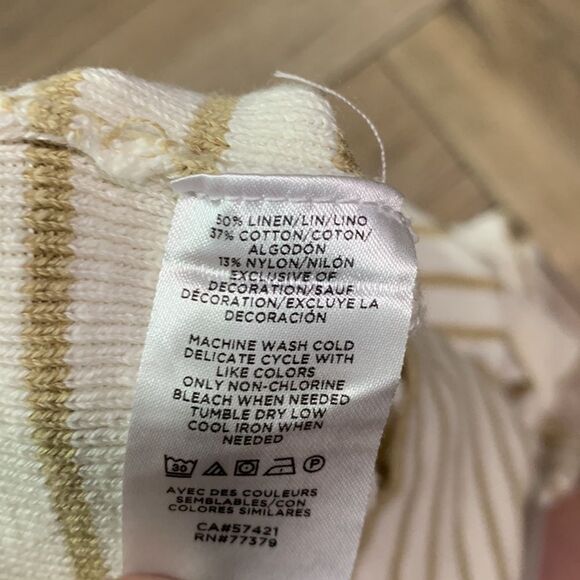 50% LINEN/LIN/LINO
37% COTTON/COTON/
ALGODÓN
13% NYLON/NILÓN
EXCLUSIVE OF
DECORATION/SAUF
DÉCORATION/EXCLUYE LA
DECORACIÓN
MACHINE WASH COLD
DELICATE CYCLE WITH
LIKE COLORS
ONLY NON-CHLORINE
BLEACH WHEN NEEDED
TUMBLE DRY LOW
COOL IRON WHEN
NEEDED
30 P
AVEC DES COULEURS
SEMBLABLES/CON
COLORES SIMILARES
CA#57421
RN#77379